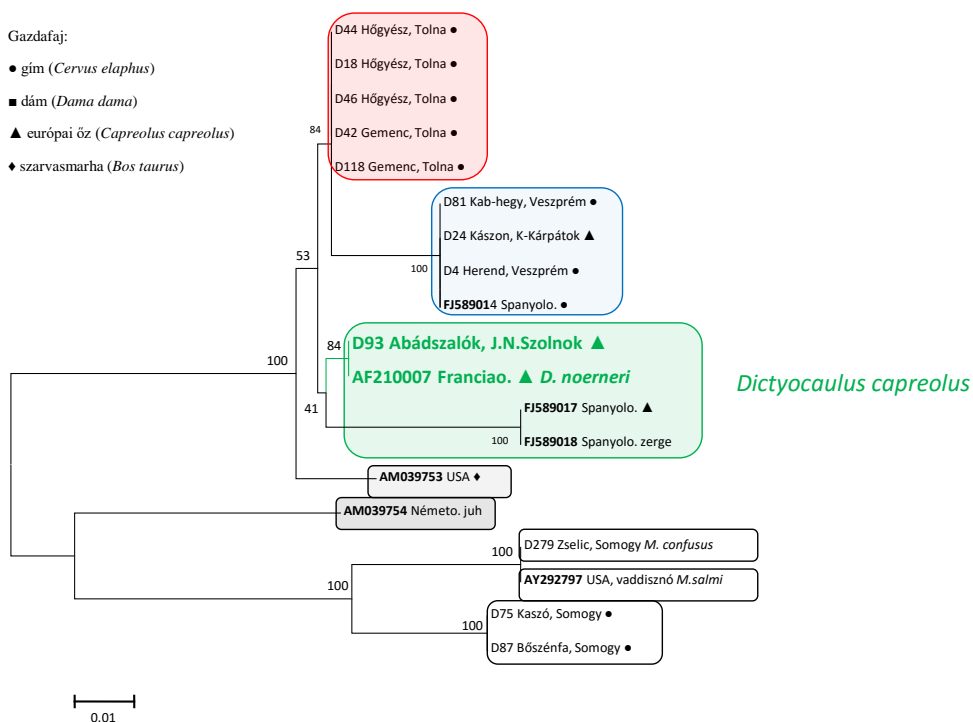 Gazdafaj:
● gím (Cervus elaphus)
■ dám (Dama dama)
▲ európai őz (Capreolus capreolus)
♦ szarvasmarha (Bos taurus)
D44 Hőgyész, Tolna ●
D18 Hőgyész, Tolna ●
D46 Hőgyész, Tolna ●
D42 Gemenc, Tolna ●
D118 Gemenc, Tolna ●
84
D81 Kab-hegy, Veszprém ●
D24 Kászon, K-Kárpátok ▲
D4 Herend, Veszprém ●
FJ589014 Spanyolo. ●
100
53
D93 Abádszalók, J.N.Szolnok ▲
AF210007 Franciao. ▲ D. noerneri
84
FJ589017 Spanyolo. ▲
FJ589018 Spanyolo. zerge
100
41
100
Dictyocaulus capreolus
AM039753 USA ♦
AM039754 Németo. juh
D279 Zselic, Somogy M. confusus
AY292797 USA, vaddisznó M.salmi
100
100
D75 Kaszó, Somogy ●
D87 Bőszénfa, Somogy ●
100
0.01